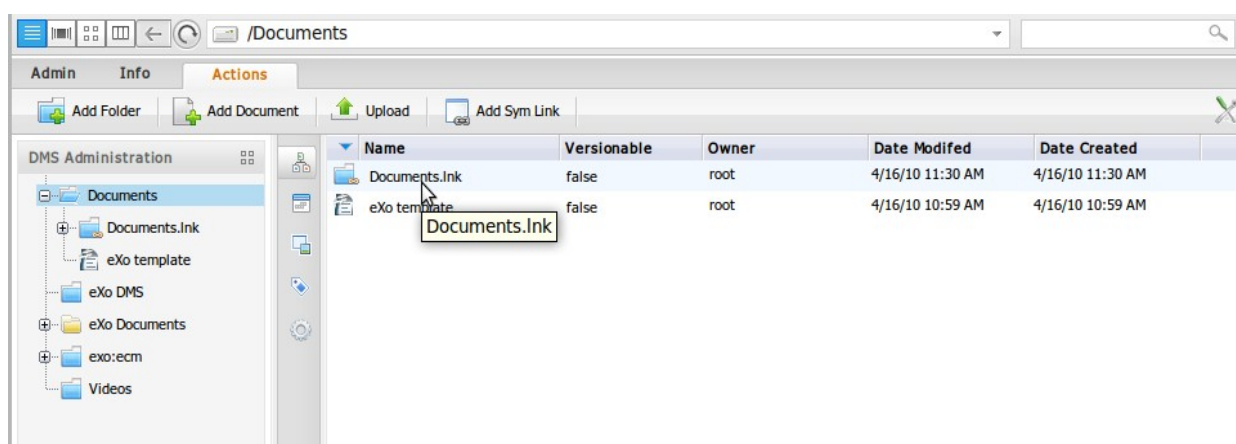 /Documents
Admin Info Actions
Add Folder Add Document Upload Add Sym Link
DMS Administration
Documents
Documents.lnk
eXo template
eXo DMS
eXo Documents
exo:ecm
Videos
Name Versionable Owner Date Modifed Date Created
Documents.lnk false root 4/16/10 11:30 AM 4/16/10 11:30 AM
eXo template false root 4/16/10 10:59 AM 4/16/10 10:59 AM
Documents.lnk